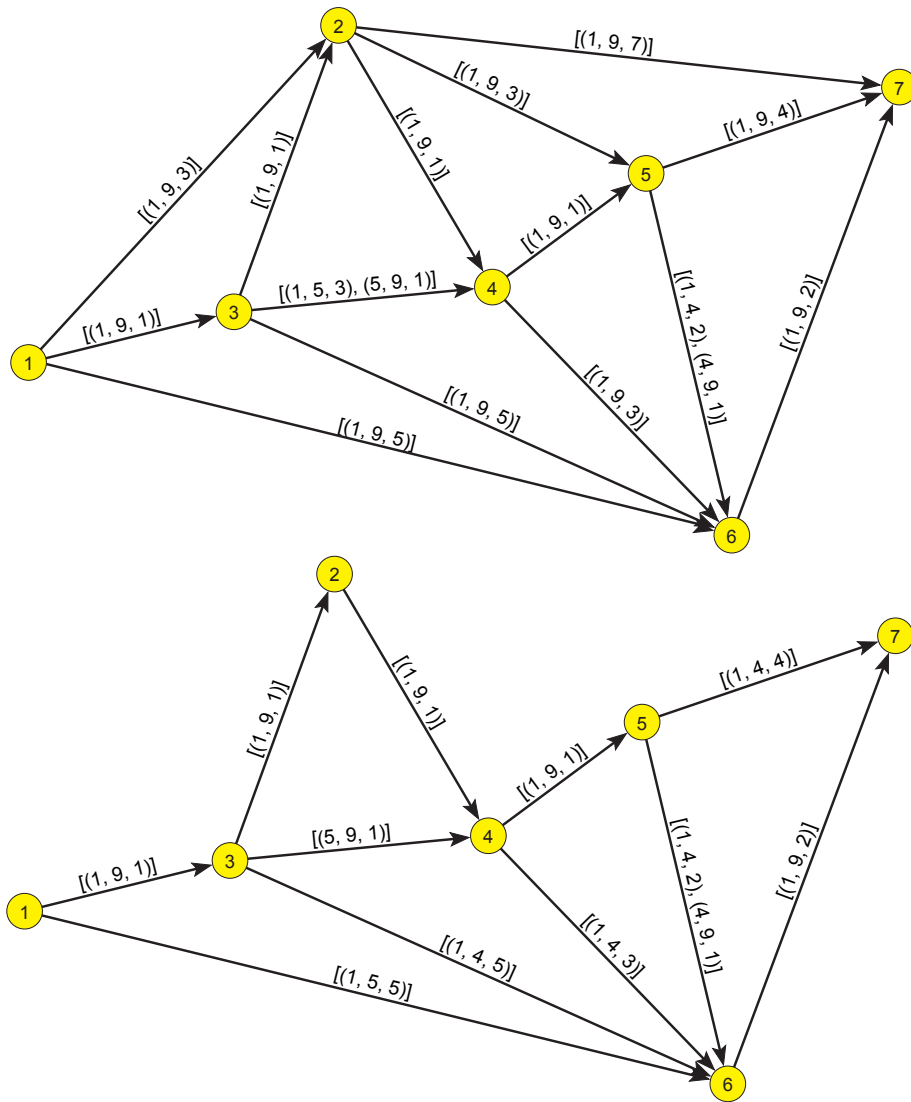 2
[(1, 9, 7)]
[(1, 9, 3)]
7
[(1, 9, 4)]
[(1, 9, 1)]
[(1, 9, 3)]
[(1, 9, 1)]
5
[(1, 9, 1)]
[(1, 5, 3), (5, 9, 1)]
4
[(1, 4, 2), (4, 9, 1)]
[(1, 9, 2)]
[(1, 9, 1)]
3
1
[(1, 9, 3)]
[(1, 9, 5)]
[(1, 9, 5)]
6
2
7
[(1, 9, 1)]
[(1, 4, 4)]
[(1, 9, 1)]
5
[(1, 9, 1)]
[(5, 9, 1)]
4
[(1, 4, 2), (4, 9, 1)]
[(1, 9, 2)]
[(1, 9, 1)]
3
1
[(1, 4, 3)]
[(1, 4, 5)]
[(1, 5, 5)]
6